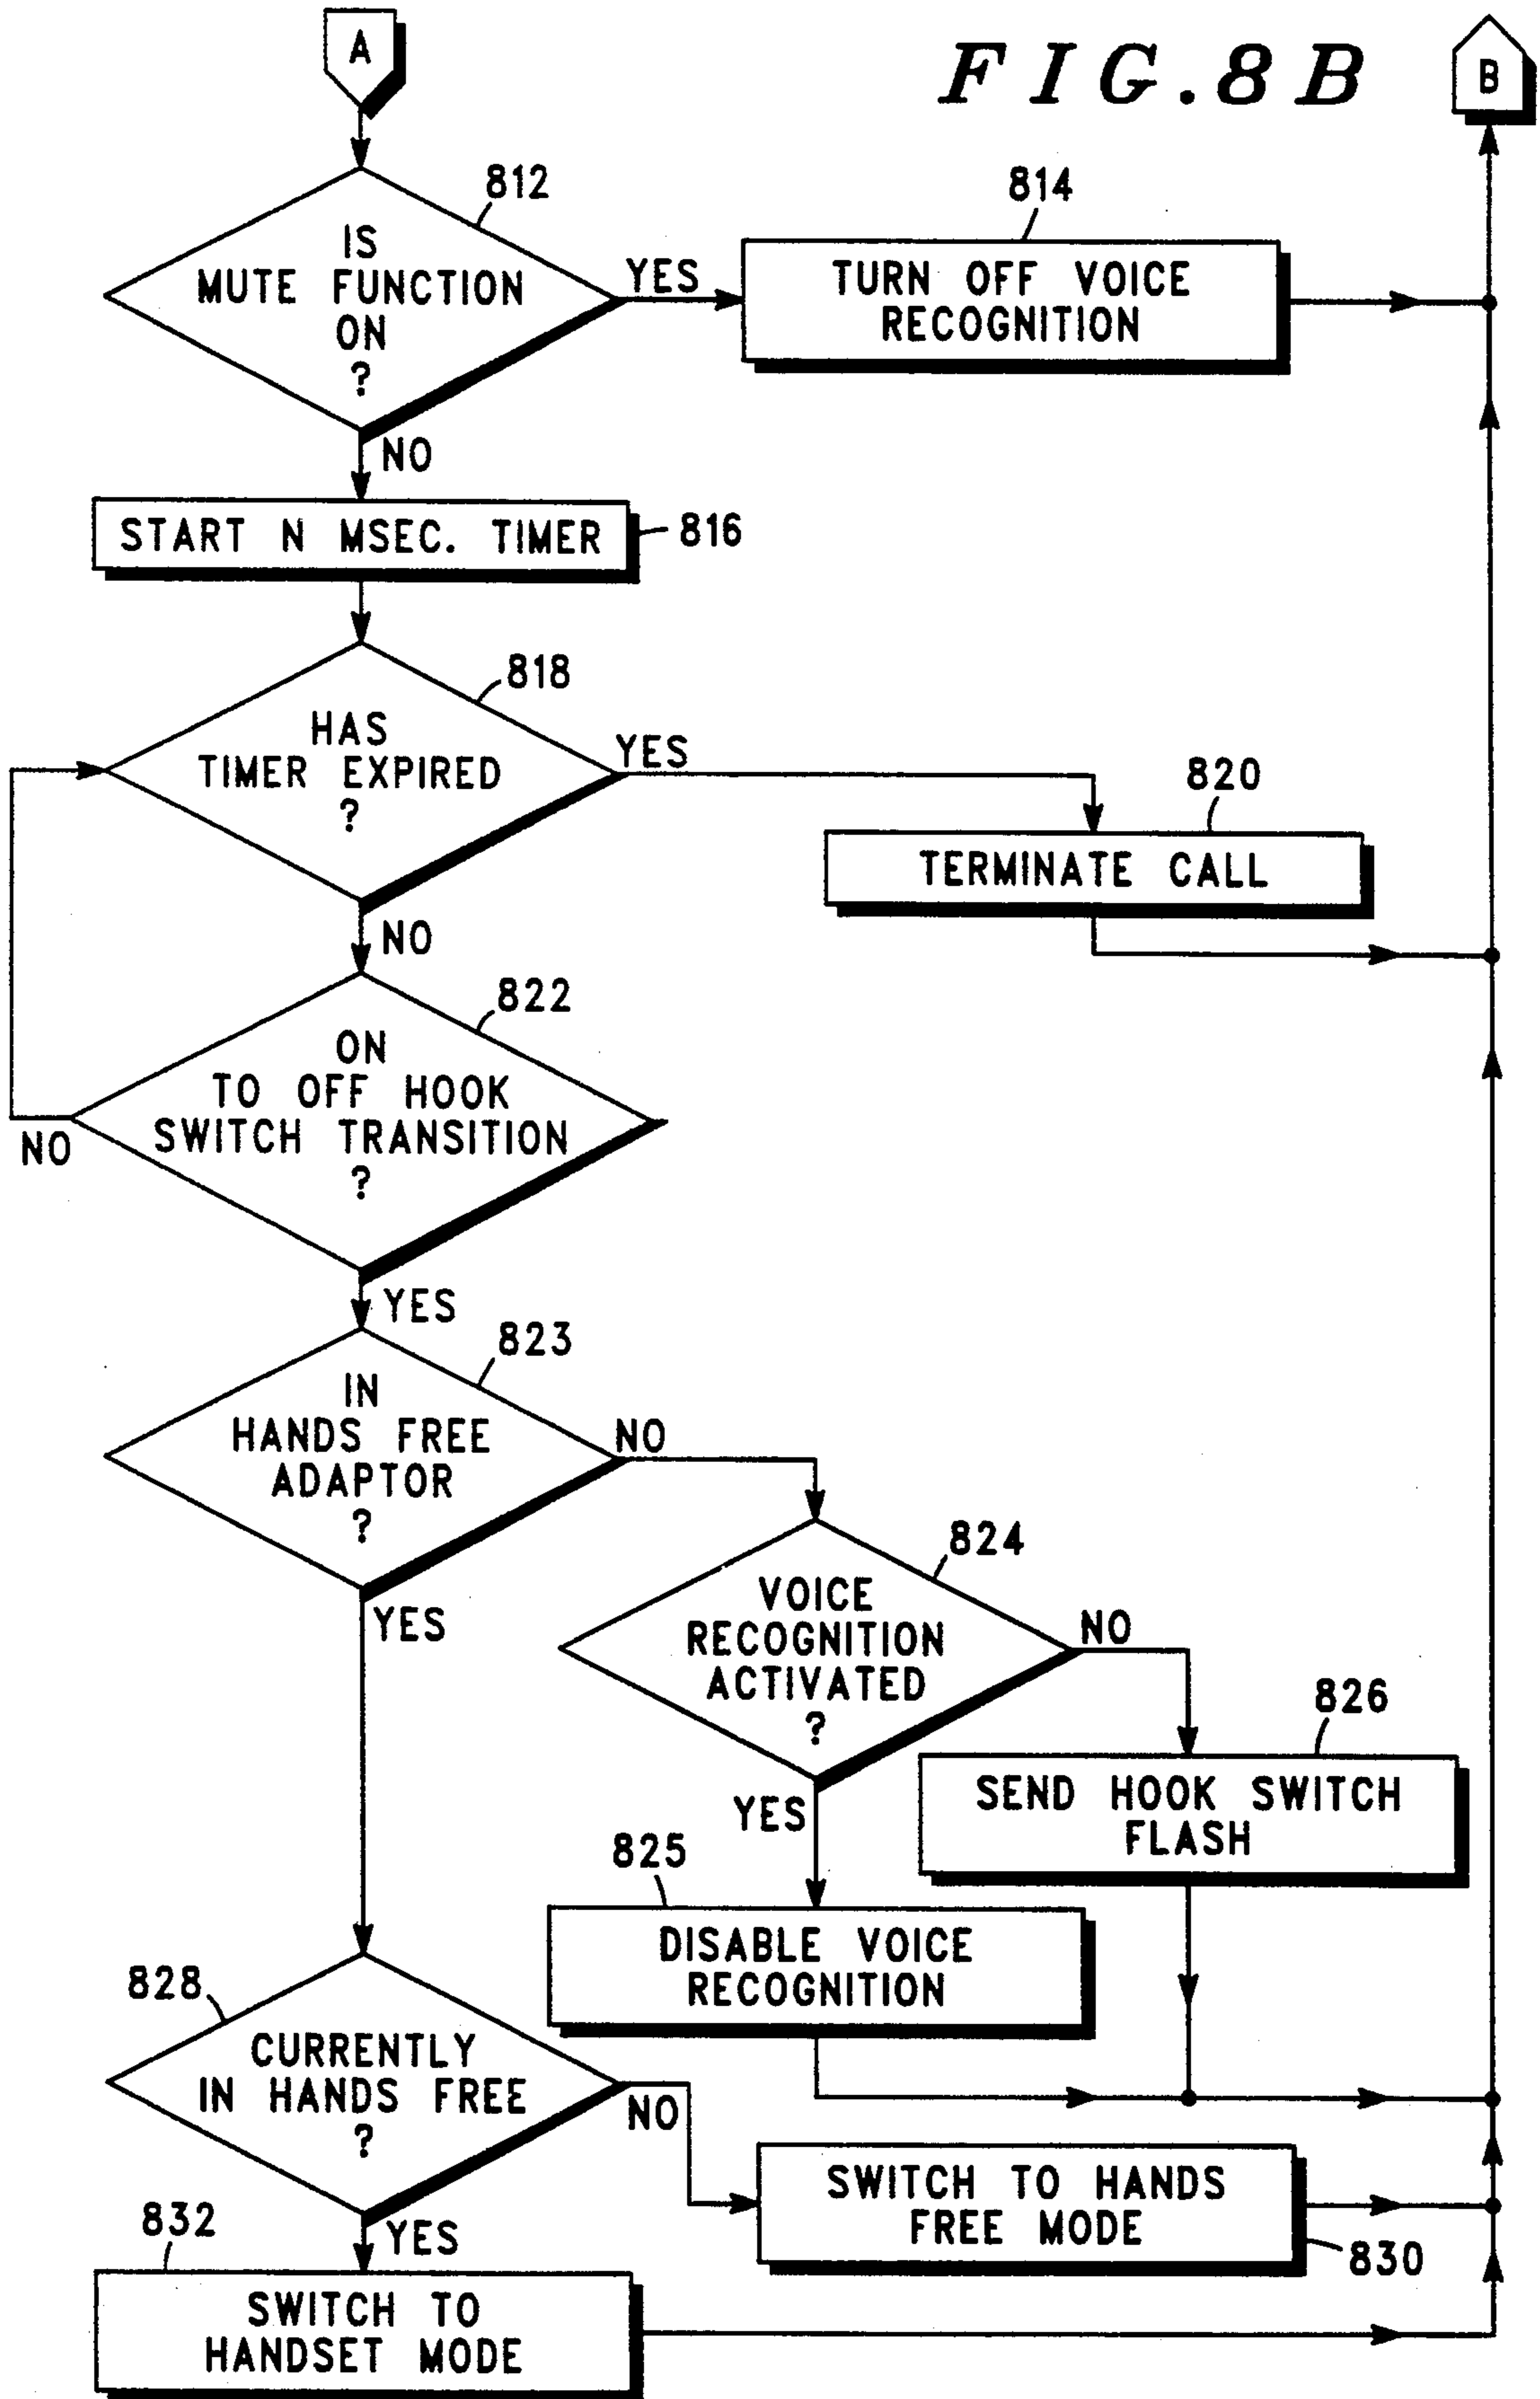 A
FIG.8B
B
812
IS
MUTE FUNCTION
ON
?
YES
814
TURN OFF VOICE
RECOGNITION
NO
START N MSEC. TIMER
816
818
HAS
TIMER EXPIRED
?
YES
820
TERMINATE CALL
NO
822
ON
TO OFF HOOK
SWITCH TRANSITION
?
NO
YES
823
IN
HANDS FREE
ADAPTOR
?
NO
YES
824
VOICE
RECOGNITION
ACTIVATED
?
NO
YES
826
SEND HOOK SWITCH
FLASH
825
DISABLE VOICE
RECOGNITION
828
CURRENTLY
IN HANDS FREE
?
NO
YES
SWITCH TO HANDS
FREE MODE
830
832
SWITCH TO
HANDSET MODE